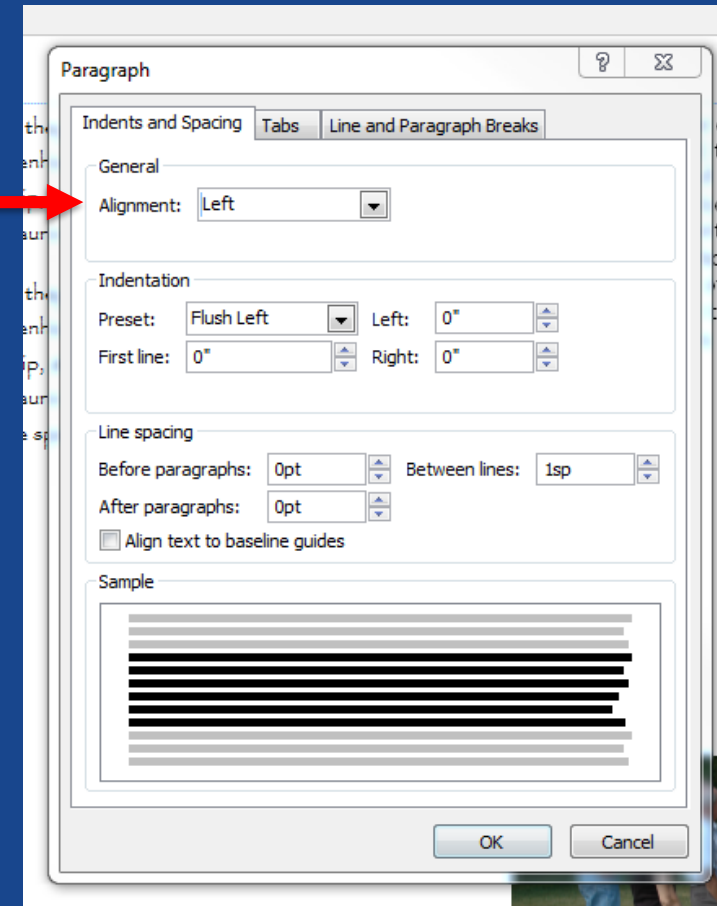 Paragraph
Indents and Spacing Tabs Line and Paragraph Breaks
General
Alignment: Left
Indentation
Preset: Flush Left Left: 0"
First line: 0" Right: 0"
Line spacing
Before paragraphs: 0pt Between lines: 1sp
After paragraphs: 0pt
Align text to baseline guides
Sample
OK Cancel